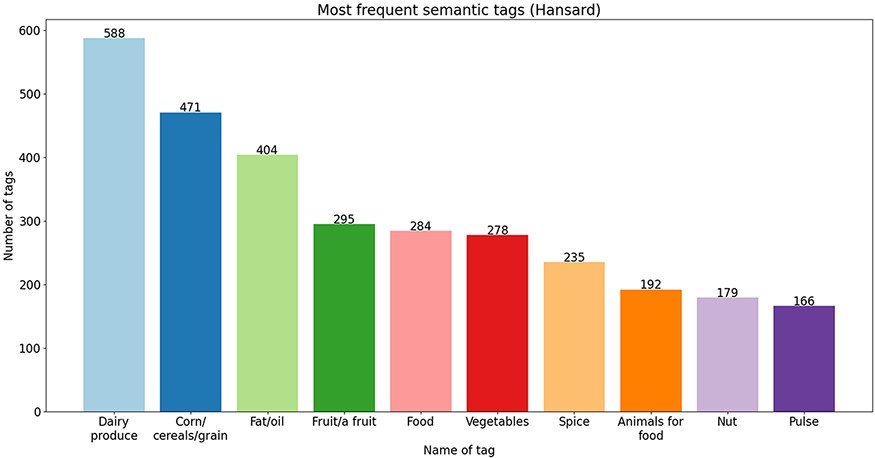 Most frequent semantic tags (Hansard)
Number of tags
600
500
400
300
200
100
0
588
471
404
295
284
278
235
192
179
166
Dairy
produce
Corn/
cereals/grain
Fat/oil
Fruit/a fruit
Food
Vegetables
Spice
Animals for
food
Nut
Pulse
Name of tag